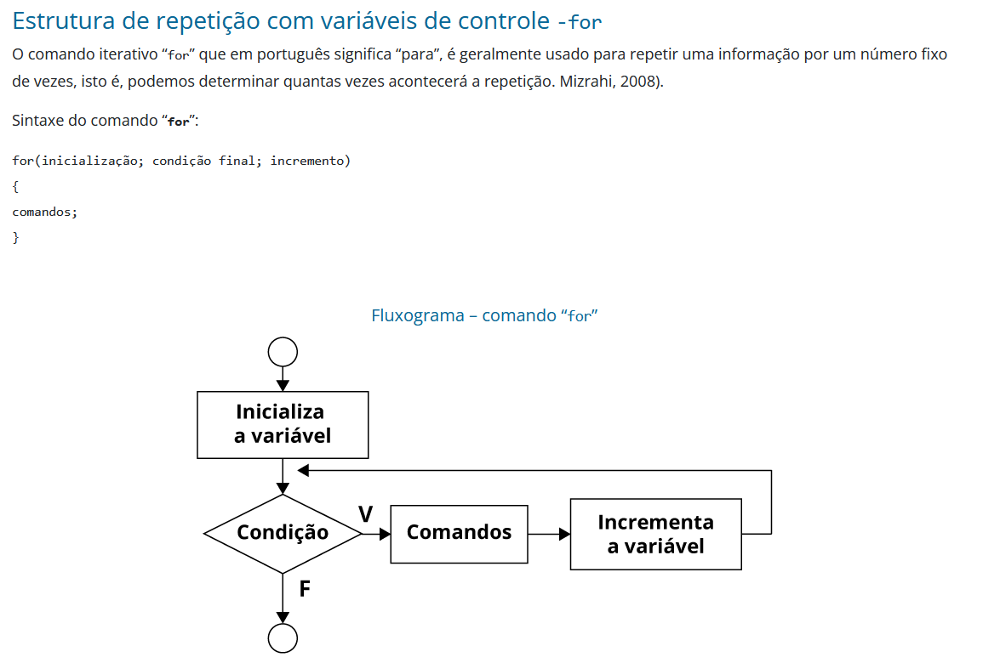 Estrutura de repetição com variáveis de controle -for
O comando iterativo “for” que em português significa “para”, é geralmente usado para repetir uma informação por um número fixo
de vezes, isto é, podemos determinar quantas vezes acontecerá a repetição. Mizrahi, 2008).
Sintaxe do comando “for”:
for(inicialização; condição final; incremento)
{
comandos;
}
Fluxograma – comando “for”
Inicializa
a variável
Condição
V
Comandos
Incrementa
a variável
F